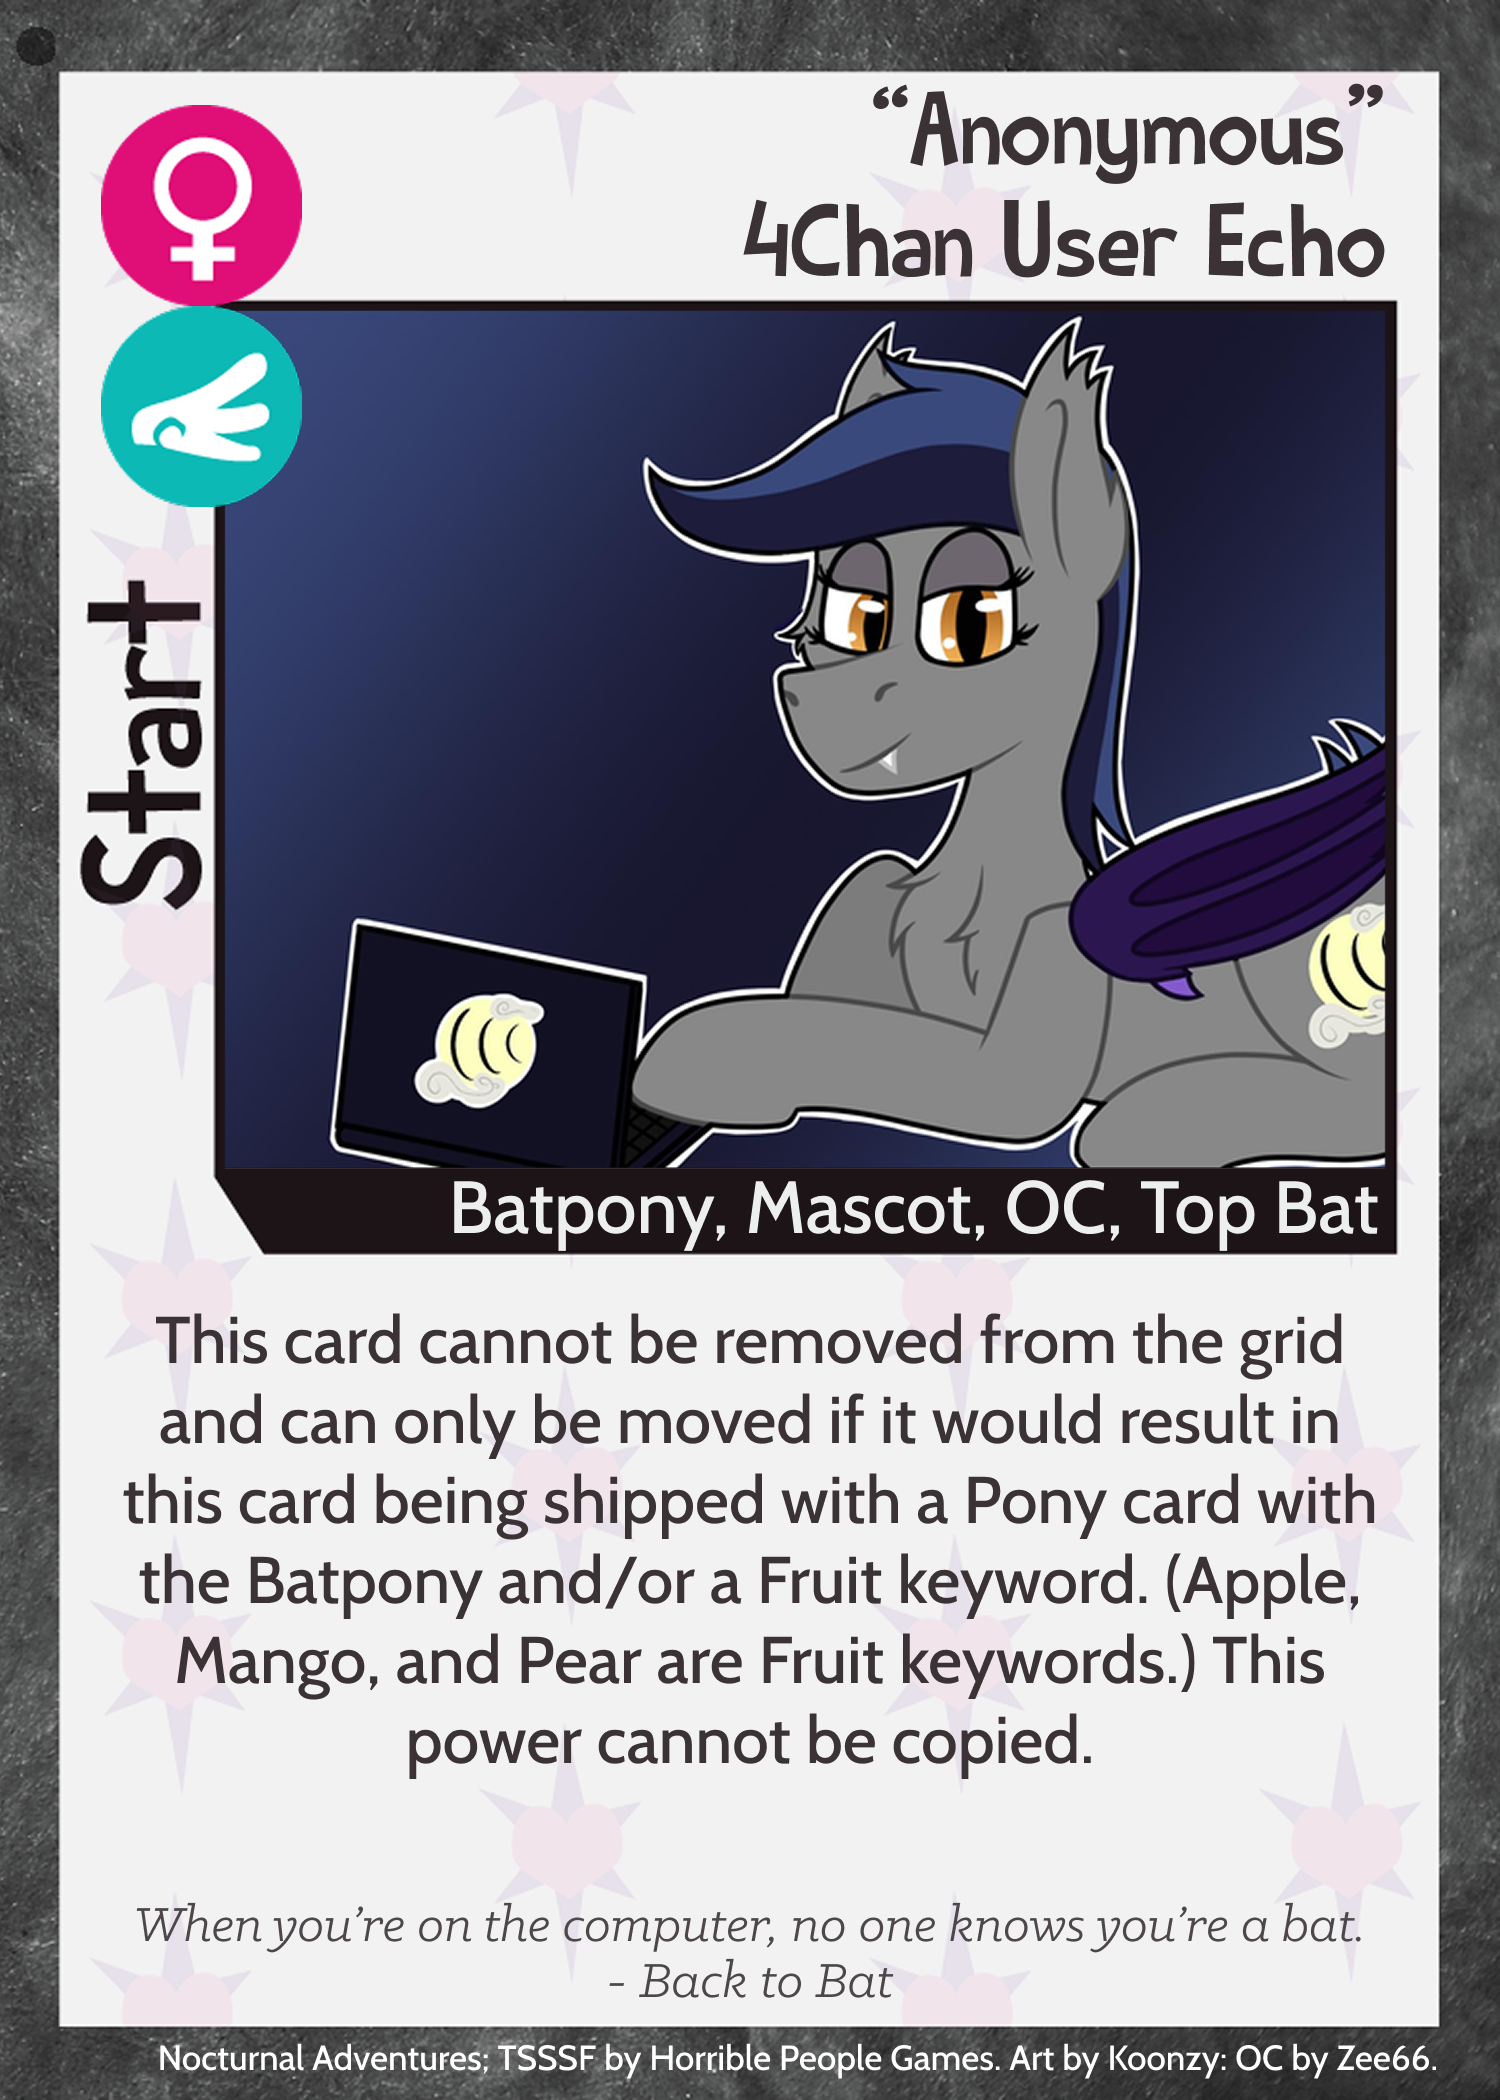 “Anonymous”
4Chan User Echo
Start
Batpony, Mascot, OC, Top Bat
This card cannot be removed from the grid
and can only be moved if it would result in
this card being shipped with a Pony card with
the Batpony and/or a Fruit keyword. (Apple,
Mango, and Pear are Fruit keywords.) This
power cannot be copied.
When you’re on the computer, no one knows you’re a bat.
- Back to Bat
Nocturnal Adventures; TSSSF by Horrible People Games. Art by Koonzy: OC by Zee66.